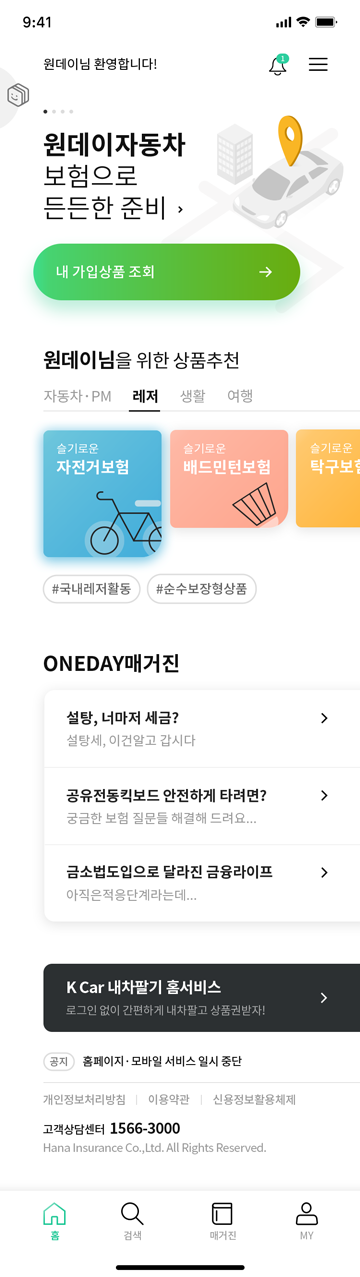 9:41
원데이님 환영합니다!
1
원데이자동차
보험으로
든든한 준비
내 가입상품 조회
원데이님을 위한 상품추천
자동차·PM 레저 생활 여행
슬기로운
자전거보험
슬기로운
배드민턴보험
슬기로운
탁구보험
#국내레저활동 #순수보장형상품
ONEDAY매거진
설탕, 너마저 세금?
설탕세, 이건알고 갑시다
공유전동킥보드 안전하게 타려면?
궁금한 보험 질문들 해결해 드려요...
금소법도입으로 달라진 금융라이프
아직은적응단계라는데...
K Car 내차팔기 홈서비스
로그인 없이 간편하게 내차팔고 상품권받자!
공지 홈페이지·모바일 서비스 일시 중단
개인정보처리방침 이용약관 신용정보활용체제
고객상담센터 1566-3000
Hana Insurance Co.,Ltd. All Rights Reserved.
홈 검색 매거진 MY